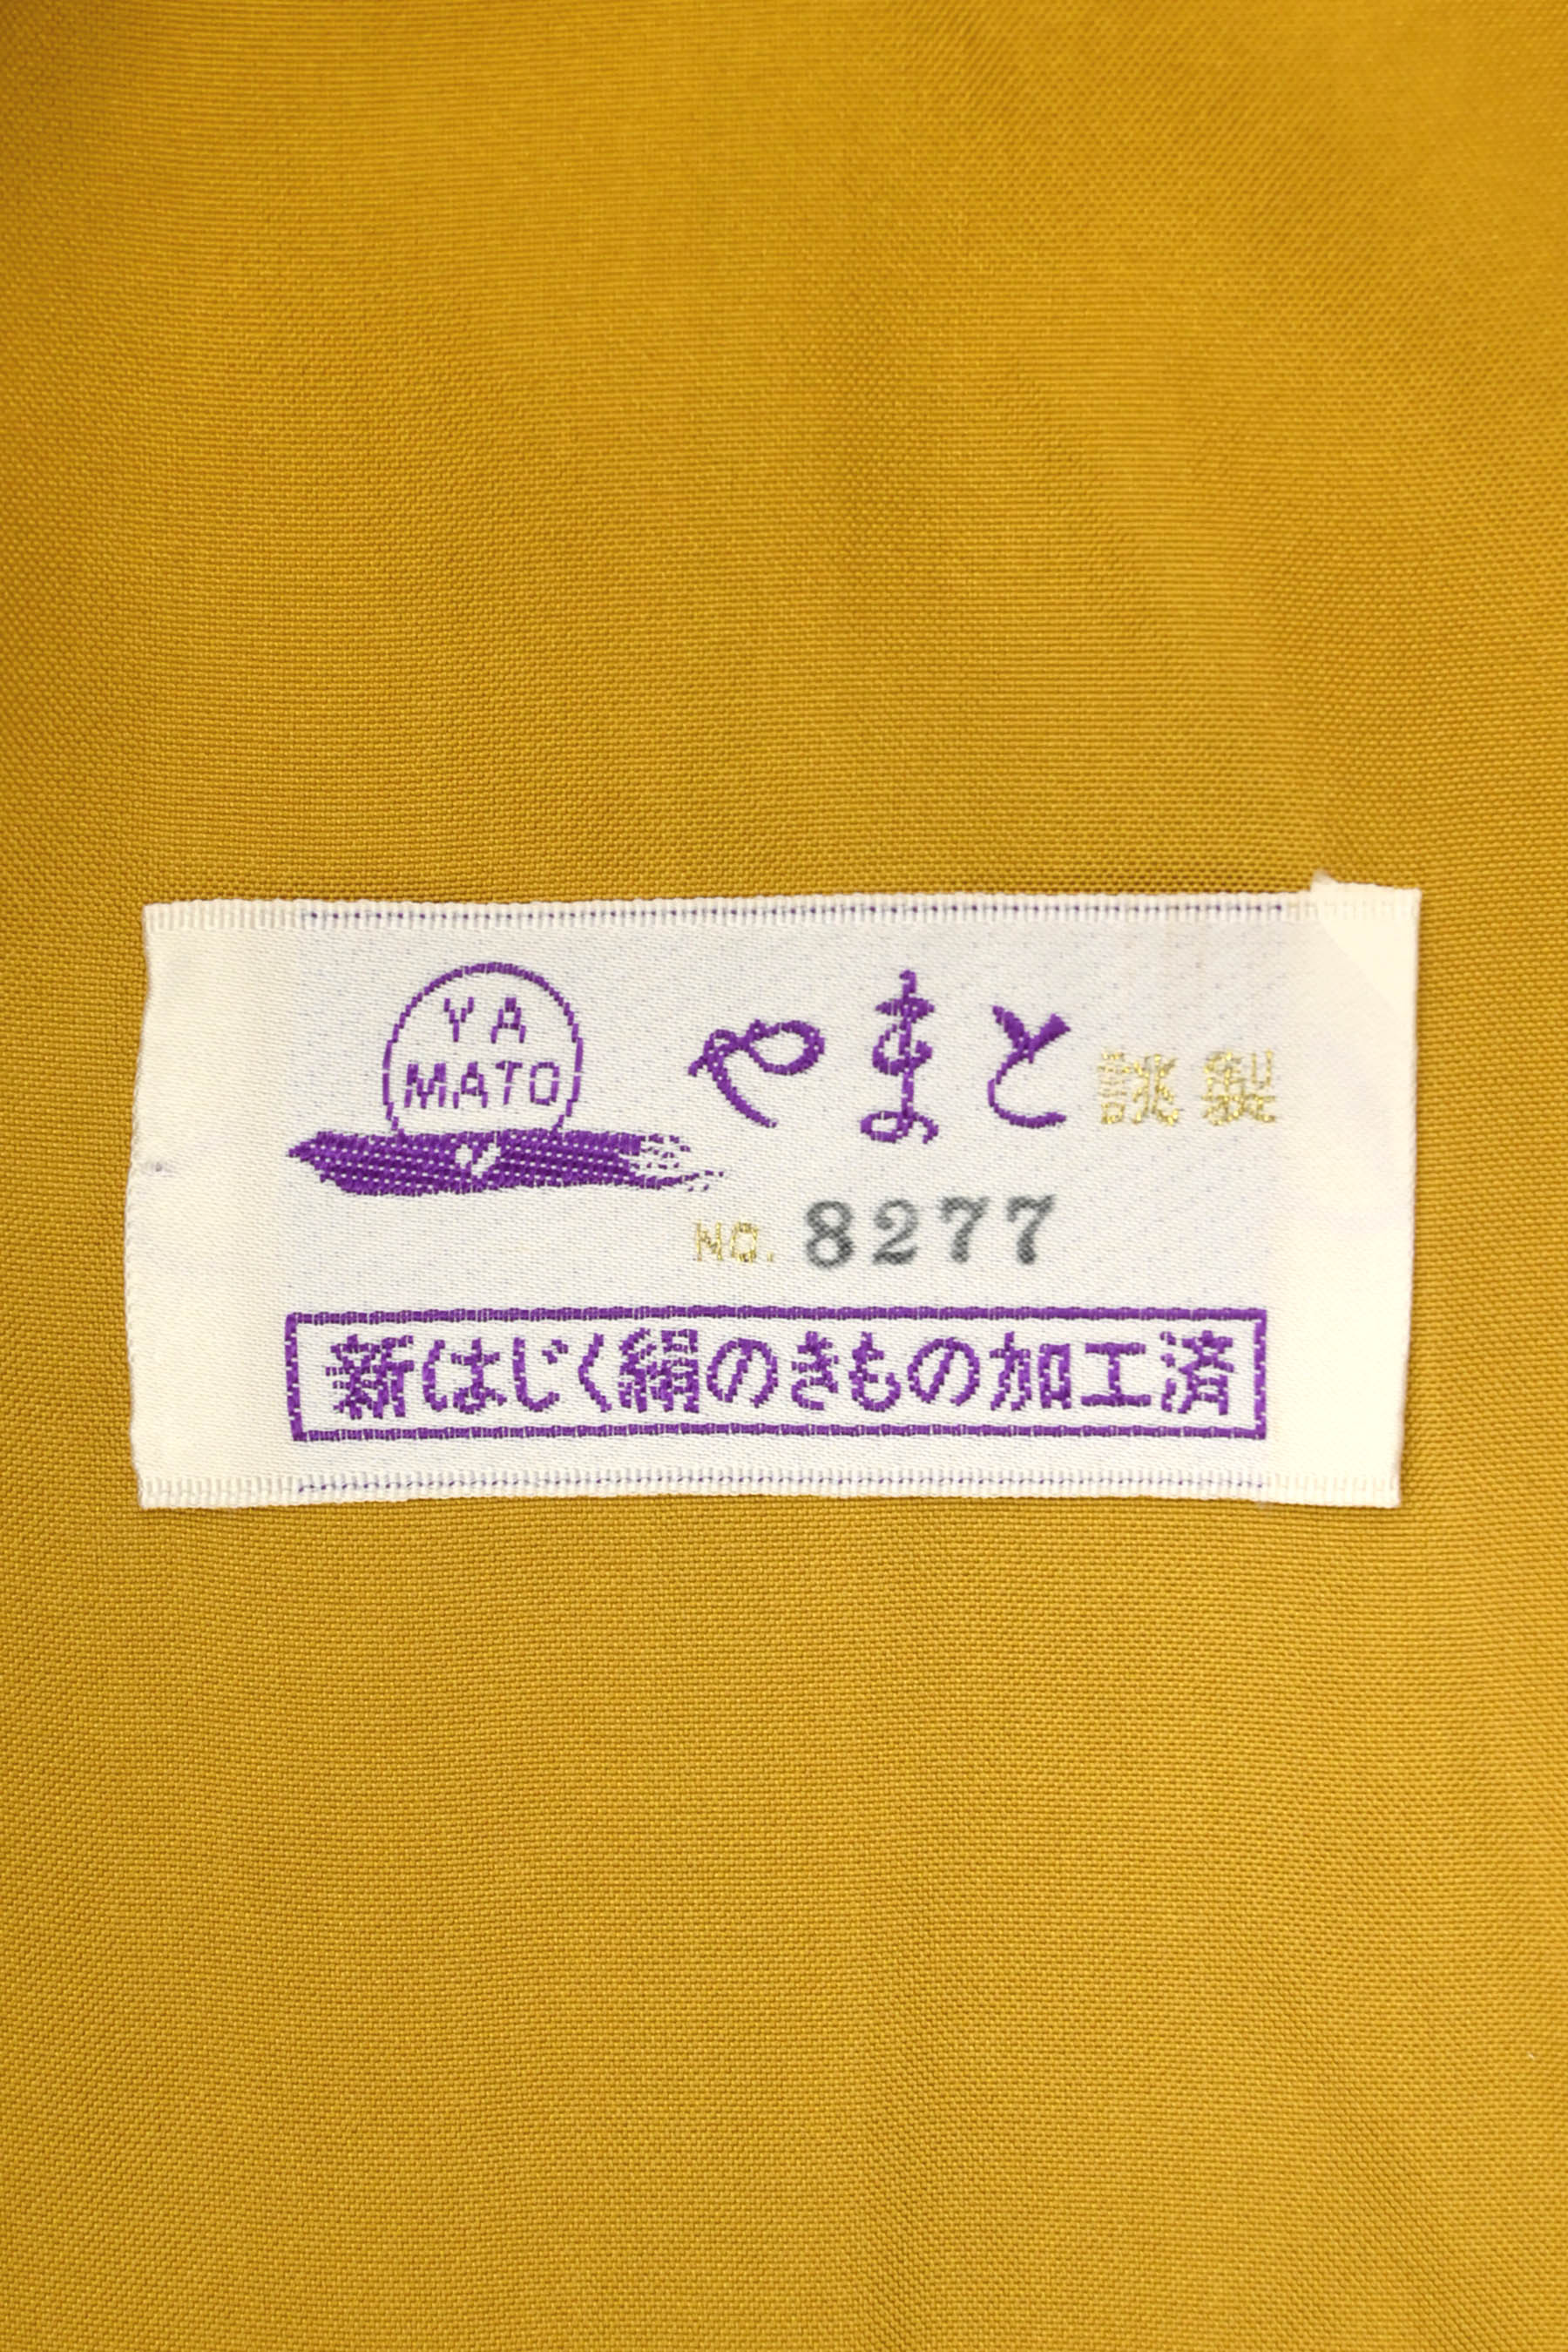 YA
MATO
やまと 謹製
NO. 8277
新はじく絹のきもの加工済